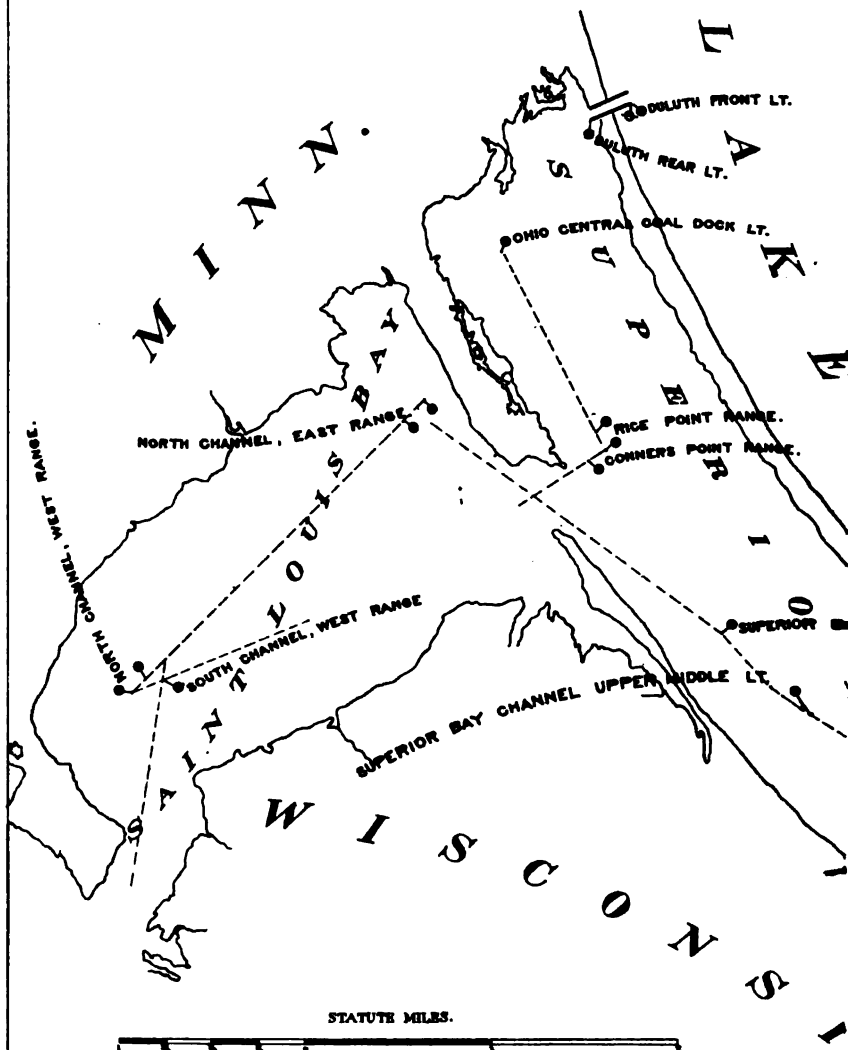 LAKE
SUPERIO
MINN.
DULUTH FRONT LT.
DULUTH REAR LT.
OHIO CENTRAL COAL DOCK LT.
RICE POINT RANGE.
CONNERS POINT RANGE.
NORTH CHANNEL, EAST RANGE
NORTH CHANNEL, WEST RANGE.
SAINT LOUIS BAY
SOUTH CHANNEL, WEST RANGE
SUPERIOR
SUPERIOR BAY CHANNEL UPPER MIDDLE LT.
WISCONSI
STATUTE MILES.